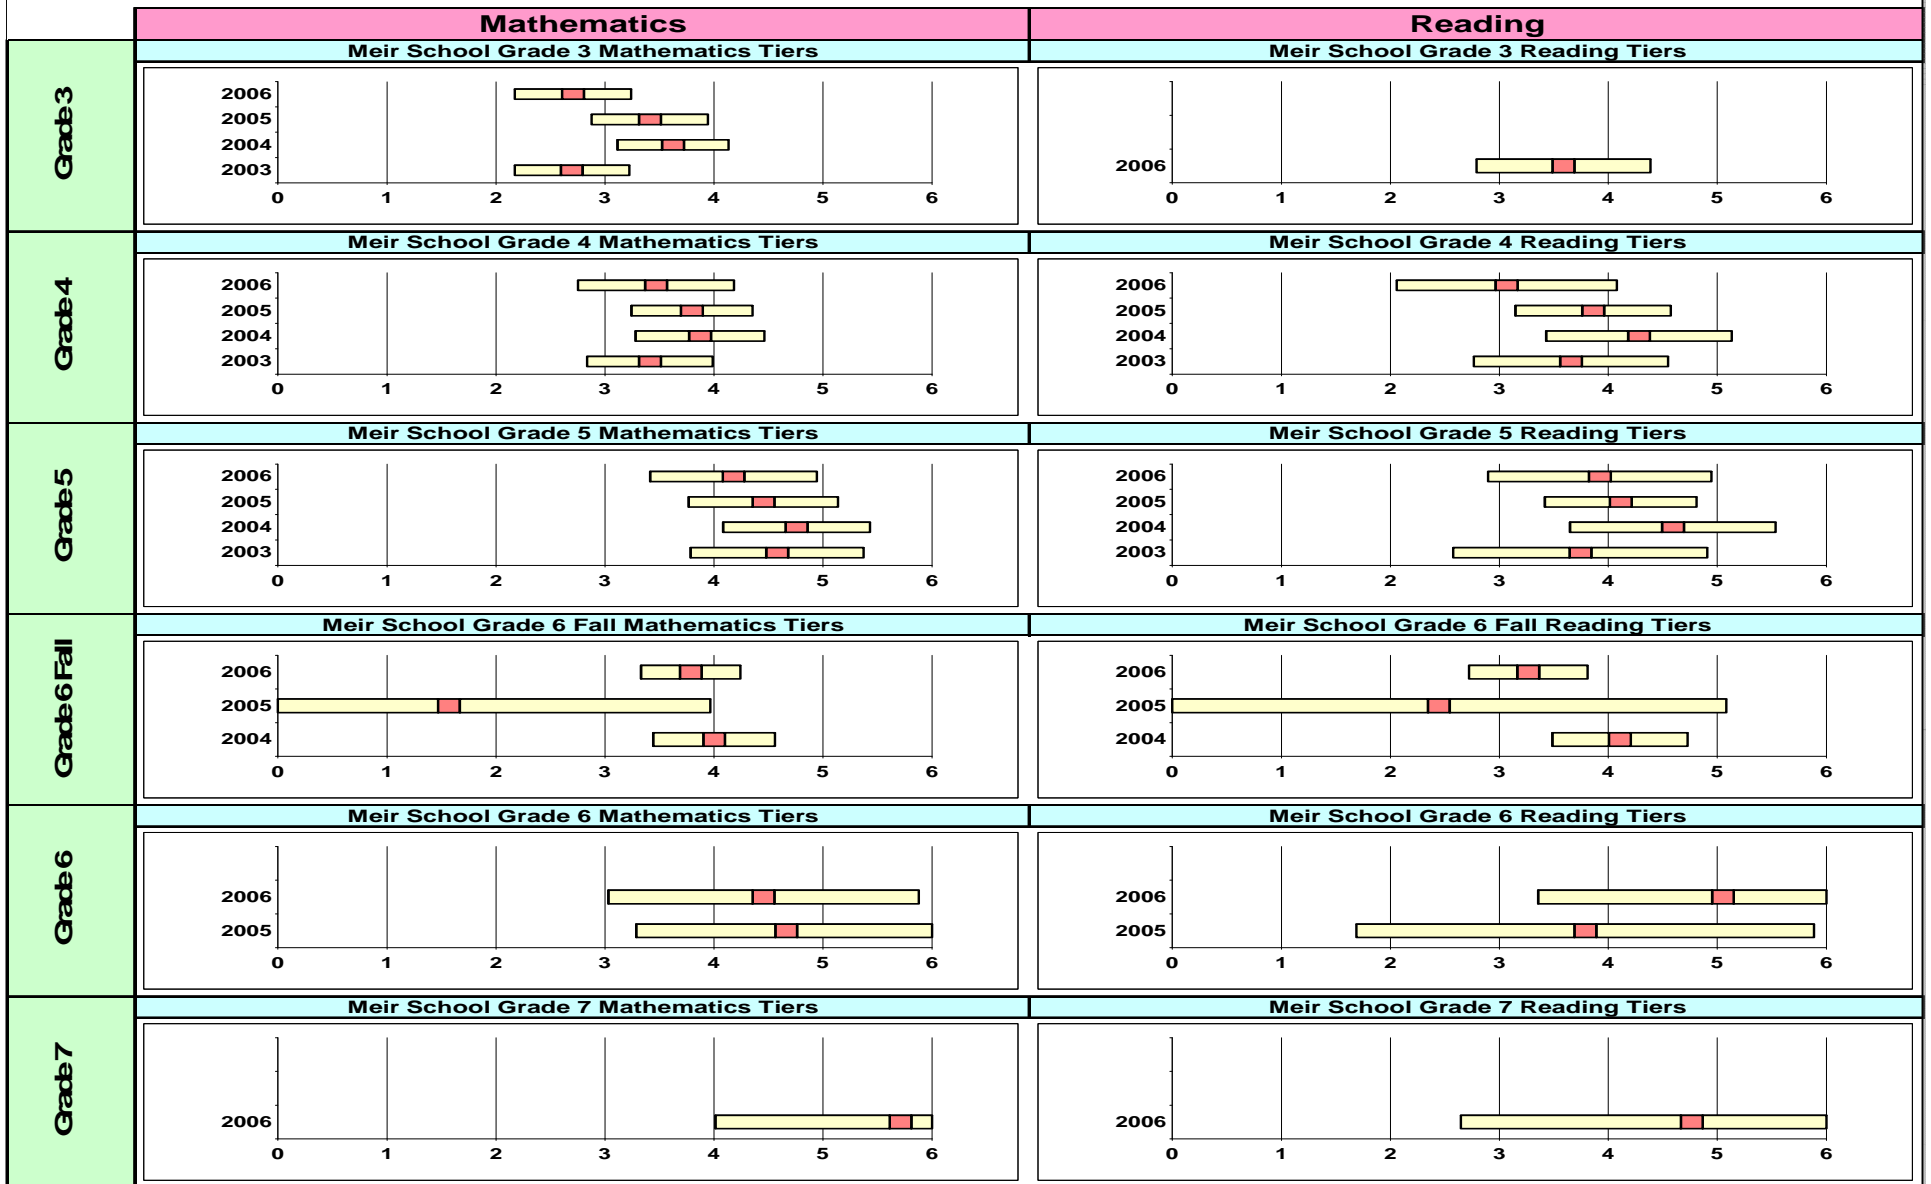 Mathematics
Reading
Grade 3
Meir School Grade 3 Mathematics Tiers
2006
2005
2004
2003
0 1 2 3 4 5 6
Meir School Grade 3 Reading Tiers
2006
0 1 2 3 4 5 6
Grade 4
Meir School Grade 4 Mathematics Tiers
2006
2005
2004
2003
0 1 2 3 4 5 6
Meir School Grade 4 Reading Tiers
2006
2005
2004
2003
0 1 2 3 4 5 6
Grade 5
Meir School Grade 5 Mathematics Tiers
2006
2005
2004
2003
0 1 2 3 4 5 6
Meir School Grade 5 Reading Tiers
2006
2005
2004
2003
0 1 2 3 4 5 6
Grade 6 Fall
Meir School Grade 6 Fall Mathematics Tiers
2006
2005
2004
0 1 2 3 4 5 6
Meir School Grade 6 Fall Reading Tiers
2006
2005
2004
0 1 2 3 4 5 6
Grade 6
Meir School Grade 6 Mathematics Tiers
2006
2005
0 1 2 3 4 5 6
Meir School Grade 6 Reading Tiers
2006
2005
0 1 2 3 4 5 6
Grade 7
Meir School Grade 7 Mathematics Tiers
2006
0 1 2 3 4 5 6
Meir School Grade 7 Reading Tiers
2006
0 1 2 3 4 5 6